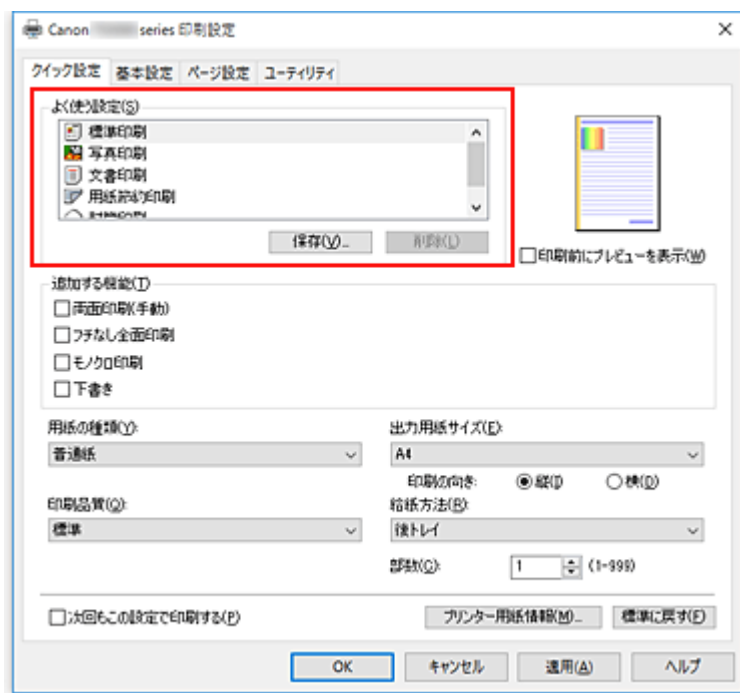 Canon series 印刷設定
クイック設定 基本設定 ページ設定 ユーティリティ
よく使う設定(S)
標準印刷
写真印刷
文書印刷
用紙節約印刷
保存(V)...
削除(L)
印刷前にプレビューを表示(W)
追加する機能(T)
両面印刷(手動)
フチなし全面印刷
モノクロ印刷
下書き
用紙の種類(Y):
普通紙
出力用紙サイズ(E):
A4
印刷の向き: 縦(I) 横(D)
印刷品質(Q):
標準
給紙方法(R):
後トレイ
部数(C): 1 (1-999)
次回もこの設定で印刷する(P)
プリンター用紙情報(M)... 標準に戻す(F)
OK キャンセル 適用(A) ヘルプ